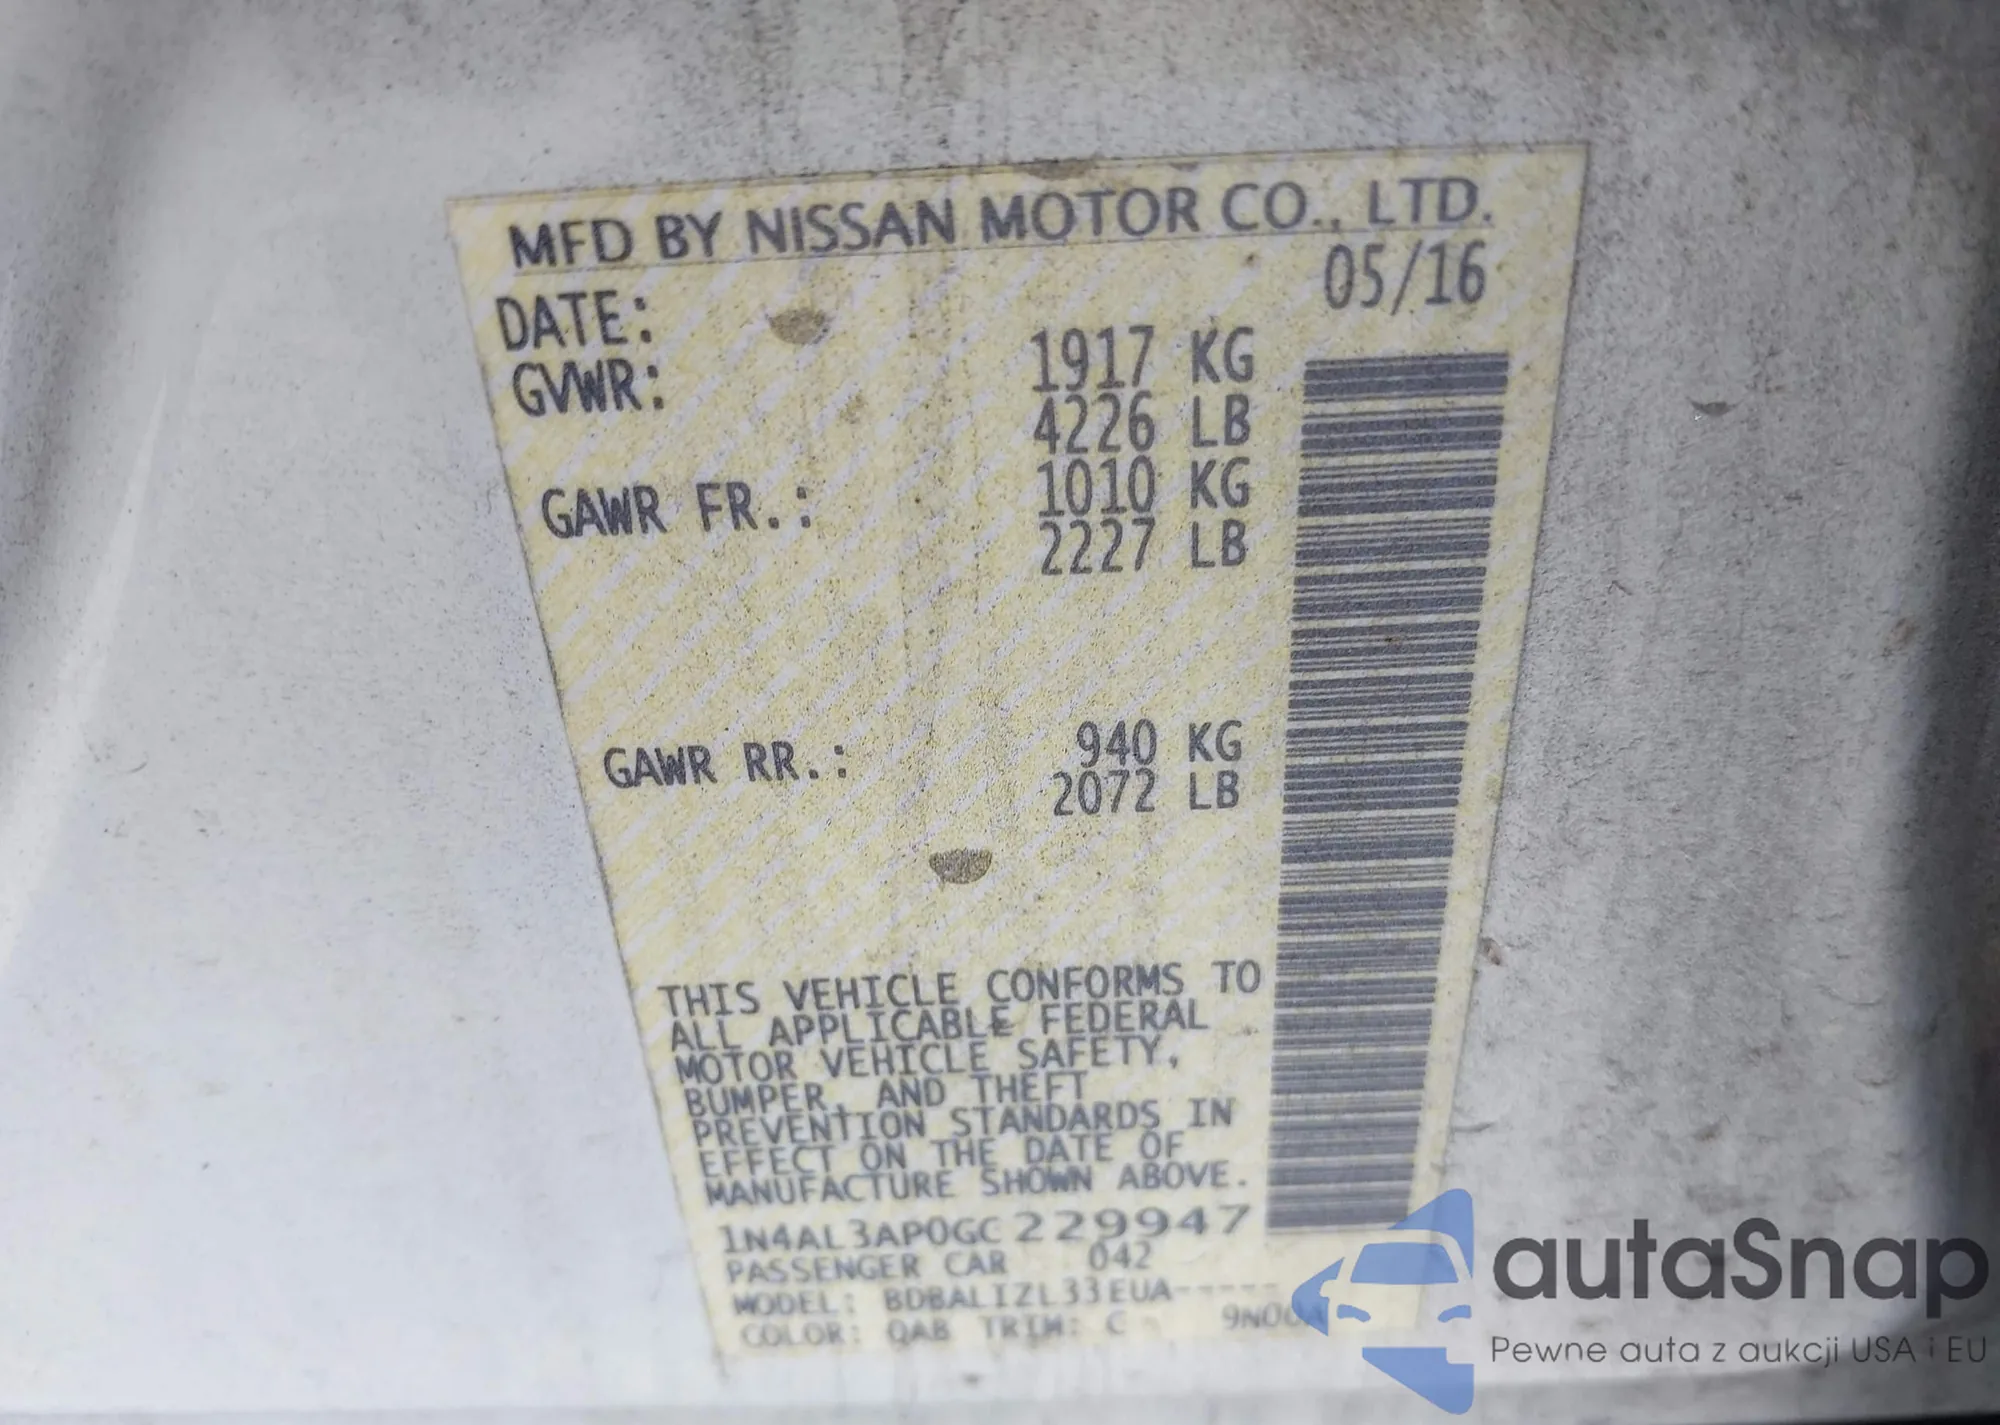 MFD BY NISSAN MOTOR CO., LTD.
DATE: 05/16
GVWR: 1917 KG
4226 LB
GAWR FR.: 1010 KG
2227 LB
GAWR RR.: 940 KG
2072 LB
THIS VEHICLE CONFORMS TO
ALL APPLICABLE FEDERAL
MOTOR VEHICLE SAFETY,
BUMPER, AND THEFT
PREVENTION STANDARDS IN
EFFECT ON THE DATE OF
MANUFACTURE SHOWN ABOVE.
1N4AL3AP0GC229947
PASSENGER CAR 042
MODEL: BDBALIZL33EUA-----
COLOR: QAB TRIM: C
autaSnap
Pewne auta z aukcji USA i EU